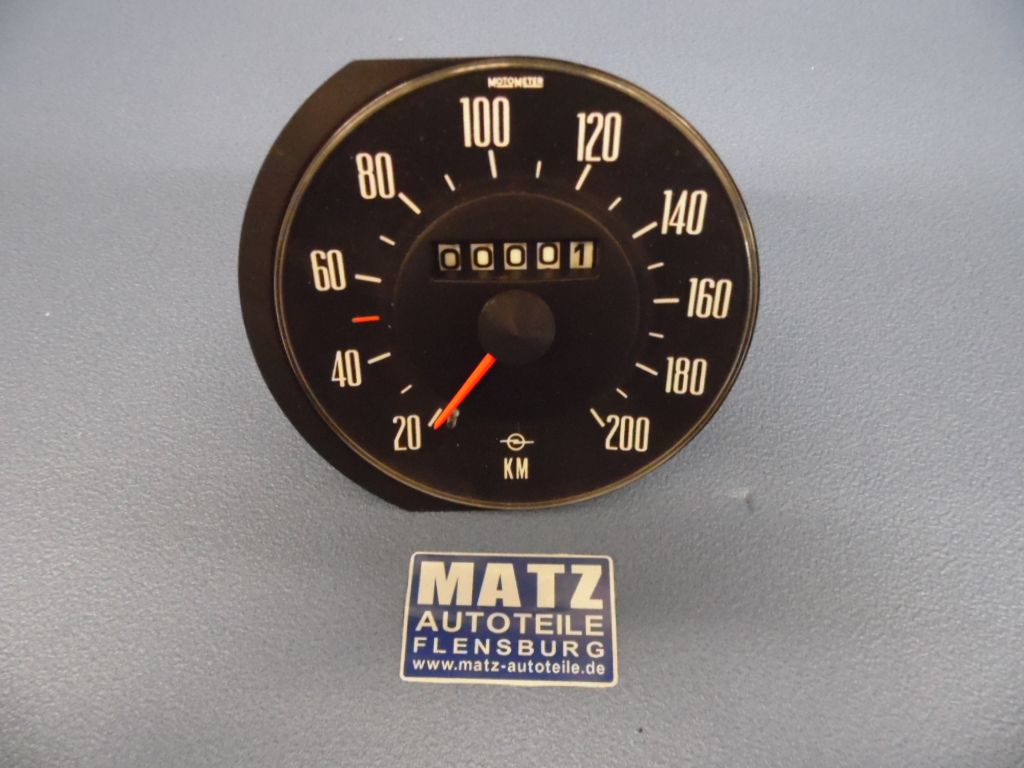 MOTOMETER
100
120
80
140
60
00001
160
40
180
20
200
KM
MATZ
AUTOTEILE
FLENSBURG
www.matz-autoteile.de